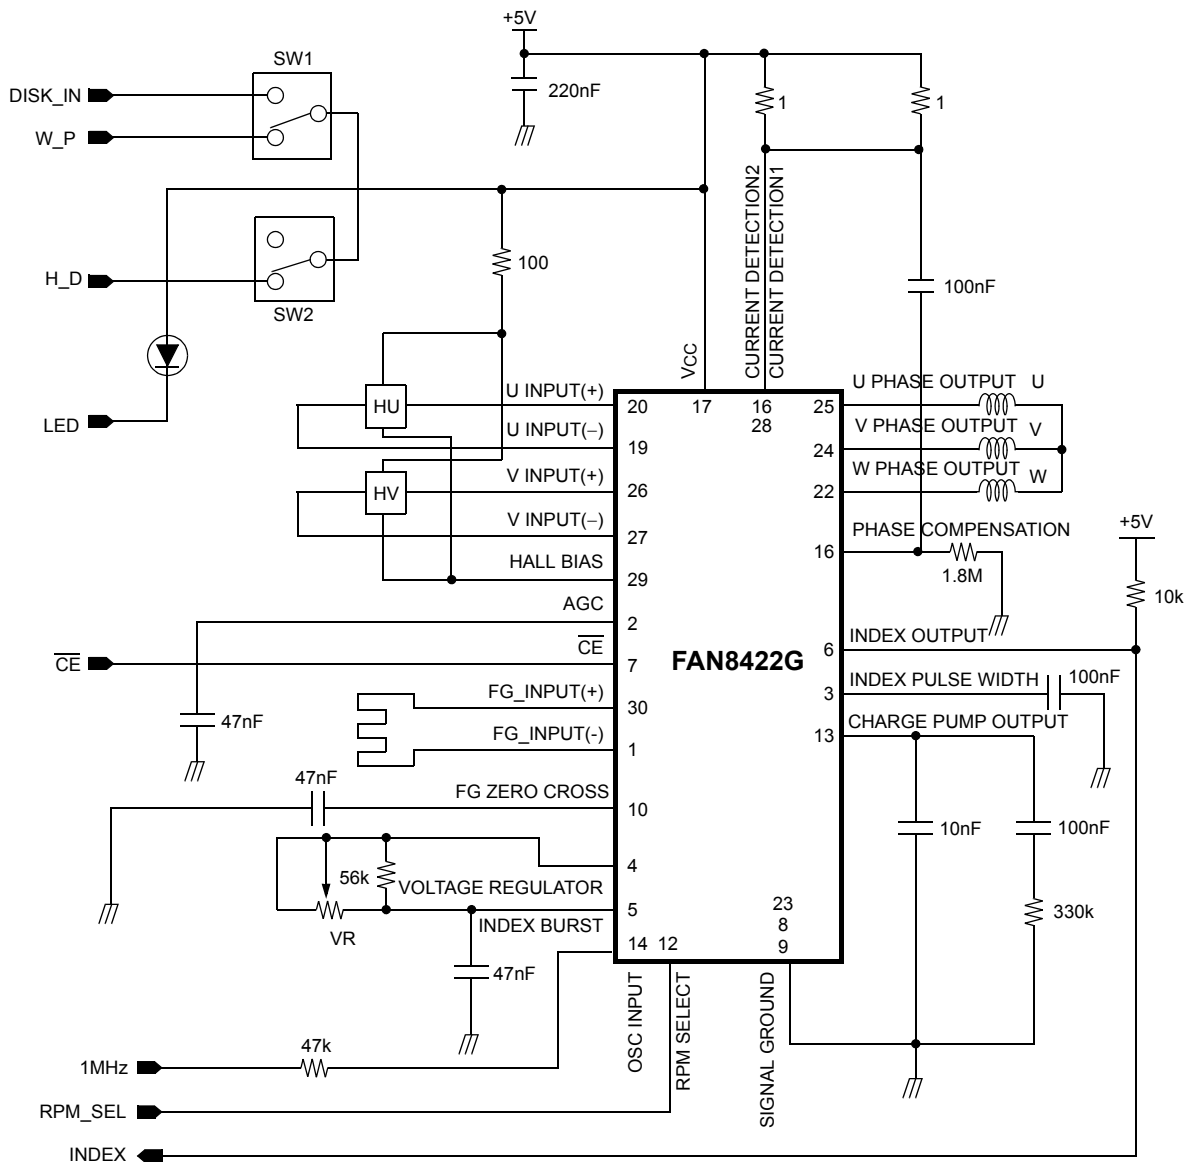 +5V
SW1
DISK_IN
W_P
220nF
1
1
H_D
SW2
100
CURRENT DETECTION2
CURRENT DETECTION1
100nF
VCC
LED
HU
U INPUT(+)
U INPUT(−)
HV
V INPUT(+)
V INPUT(−)
HALL BIAS
AGC
CE
CE
47nF
FG_INPUT(+)
FG_INPUT(-)
47nF
FG ZERO CROSS
56k
VOLTAGE REGULATOR
VR
INDEX BURST
47nF
20
19
26
27
29
2
7
30
1
10
4
5
14 12
17
16
28
25
24
22
16
6
3
13
FAN8422G
23
8
9
U PHASE OUTPUT U
V PHASE OUTPUT V
W PHASE OUTPUT W
PHASE COMPENSATION
1.8M
+5V
10k
INDEX OUTPUT
INDEX PULSE WIDTH
100nF
CHARGE PUMP OUTPUT
10nF
100nF
330k
OSC INPUT
RPM SELECT
SIGNAL GROUND
1MHz
47k
RPM_SEL
INDEX